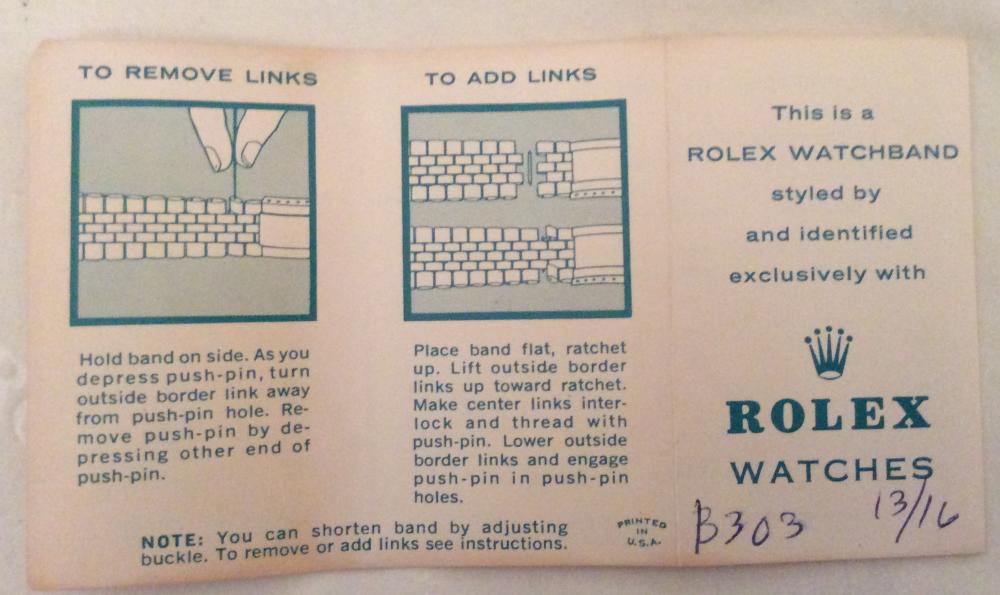 TO REMOVE LINKS
Hold band on side. As you
depress push-pin, turn
outside border link away
from push-pin hole. Re-
move push-pin by de-
pressing other end of
push-pin.
TO ADD LINKS
Place band flat, ratchet
up. Lift outside border
links up toward ratchet.
Make center links inter-
lock and thread with
push-pin. Lower outside
border links and engage
push-pin in push-pin
holes.
NOTE: You can shorten band by adjusting
buckle. To remove or add links see instructions.
PRINTED
IN
U.S.A.
This is a
ROLEX WATCHBAND
styled by
and identified
exclusively with
ROLEX
WATCHES
B303 13/16